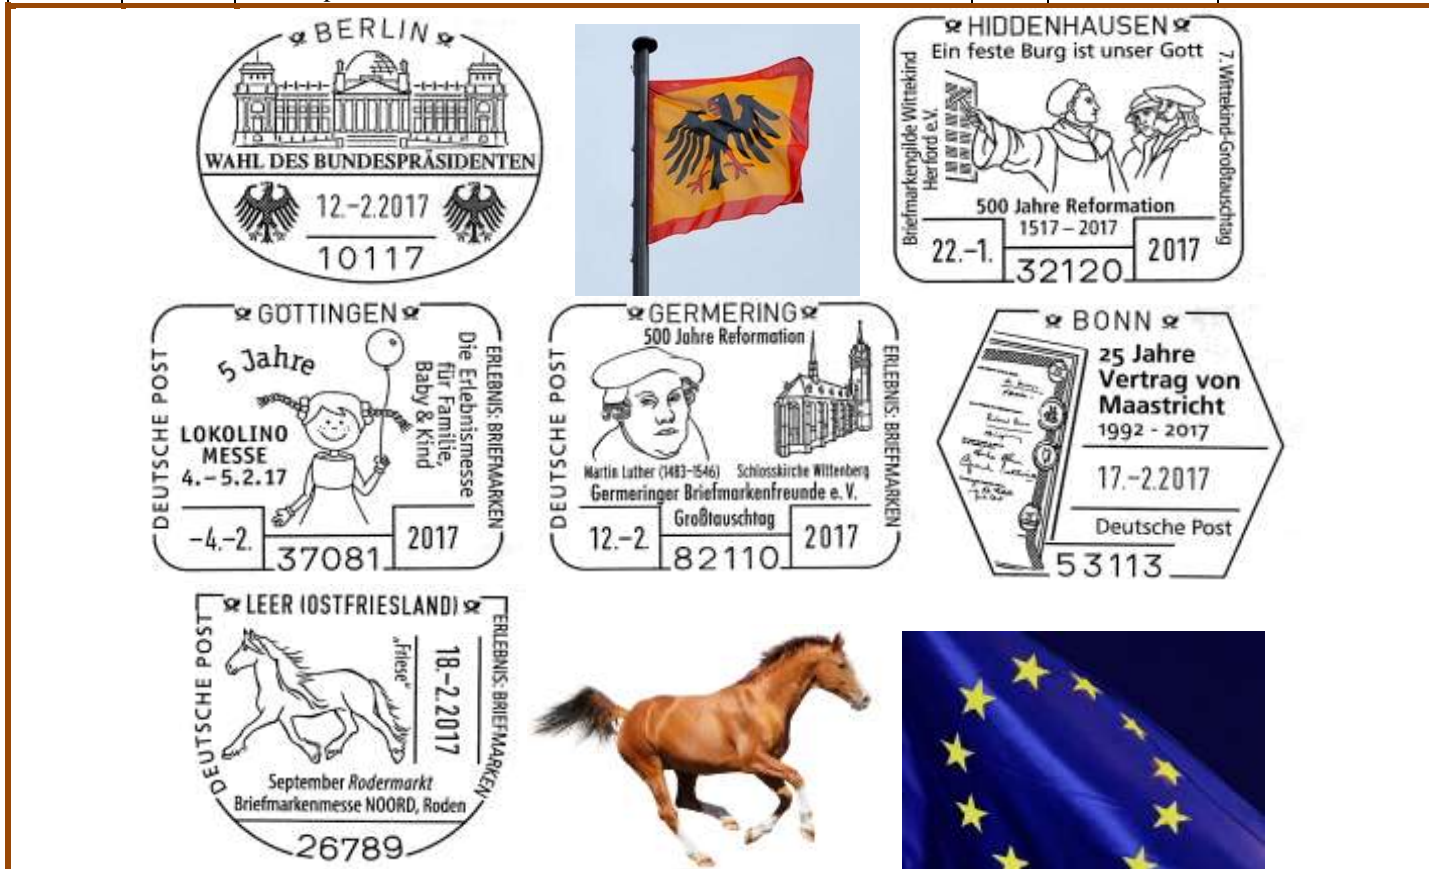 BERLIN
WAHL DES BUNDESPRÄSIDENTEN
12.–2.2017
10117
HIDDENHAUSEN
Ein feste Burg ist unser Gott
Briefmarkengilde Wittekind
Herford e.V.
7. Wittekind-Großtauschtag
500 Jahre Reformation
1517 – 2017
22.–1.
2017
32120
GÖTTINGEN
DEUTSCHE POST
5 Jahre
Die Erlebnismesse
für Familie,
Baby & Kind
ERLEBNIS: BRIEFMARKEN
LOKOLINO
MESSE
4. – 5.2.17
–4.–2.
2017
37081
GERMERING
500 Jahre Reformation
DEUTSCHE POST
ERLEBNIS: BRIEFMARKEN
Martin Luther (1483–1546)
Schlosskirche Wittenberg
Germeringer Briefmarkenfreunde e. V.
Großtauschtag
12.–2.
2017
82110
BONN
25 Jahre
Vertrag von
Maastricht
1992 - 2017
17.–2.2017
Deutsche Post
53113
LEER (OSTFRIESLAND)
DEUTSCHE POST
„Friese“
18.–2.2017
ERLEBNIS: BRIEFMARKEN
September Rodermarkt
Briefmarkenmesse NOORD, Roden
26789